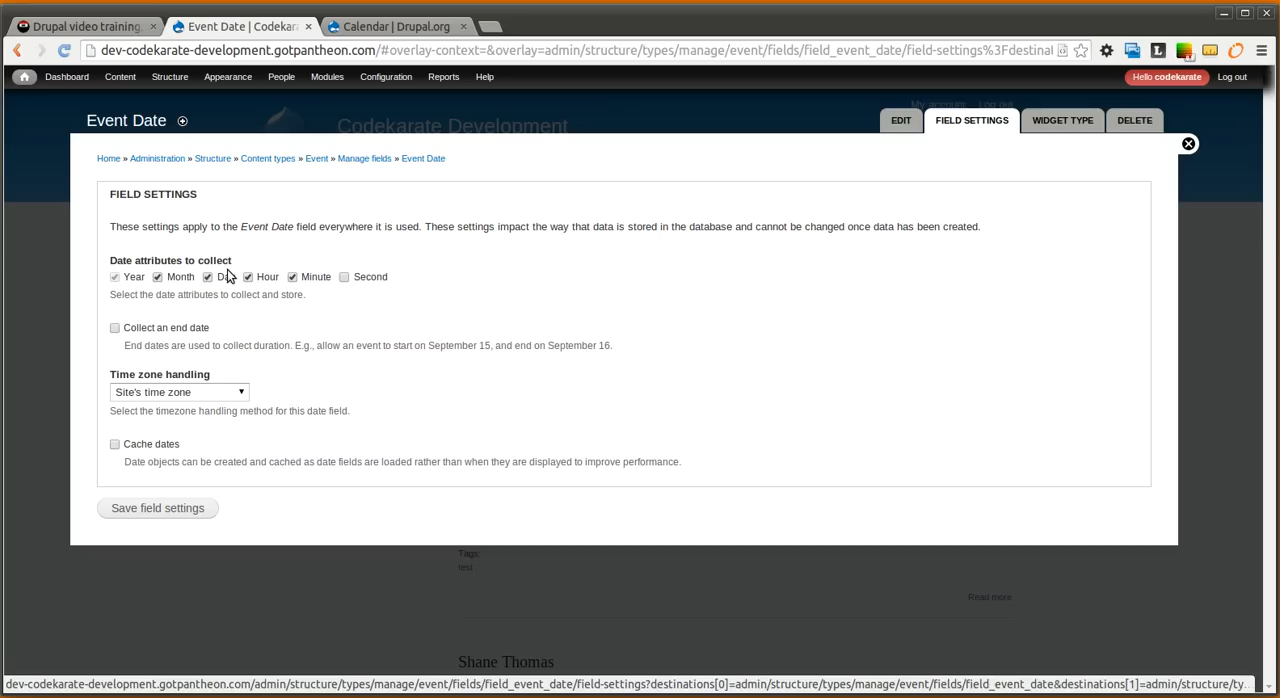 Drupal video training,
Event Date | Codekara
Calendar | Drupal.org
dev-codekarate-development.gotpantheon.com/#overlay-context=&overlay=admin/structure/types/manage/event/fields/field_event_date/field-settings%3Fdestinat
Dashboard Content Structure Appearance People Modules Configuration Reports Help Hello codekarate Log out
My account Log out
Event Date
Codekarate Development
EDIT FIELD SETTINGS WIDGET TYPE DELETE
Home » Administration » Structure » Content types » Event » Manage fields » Event Date
FIELD SETTINGS
These settings apply to the Event Date field everywhere it is used. These settings impact the way that data is stored in the database and cannot be changed once data has been created.
Date attributes to collect
Year Month Day Hour Minute Second
Select the date attributes to collect and store.
Collect an end date
End dates are used to collect duration. E.g., allow an event to start on September 15, and end on September 16.
Time zone handling
Site's time zone
Select the timezone handling method for this date field.
Cache dates
Date objects can be created and cached as date fields are loaded rather than when they are displayed to improve performance.
Save field settings
Tags:
test
Read more
Shane Thomas
dev-codekarate-development.gotpantheon.com/admin/structure/types/manage/event/fields/field_event_date/field-settings?destinations[0]=admin/structure/types/manage/event/fields/field_event_date&destinations[1]=admin/structure/ty...